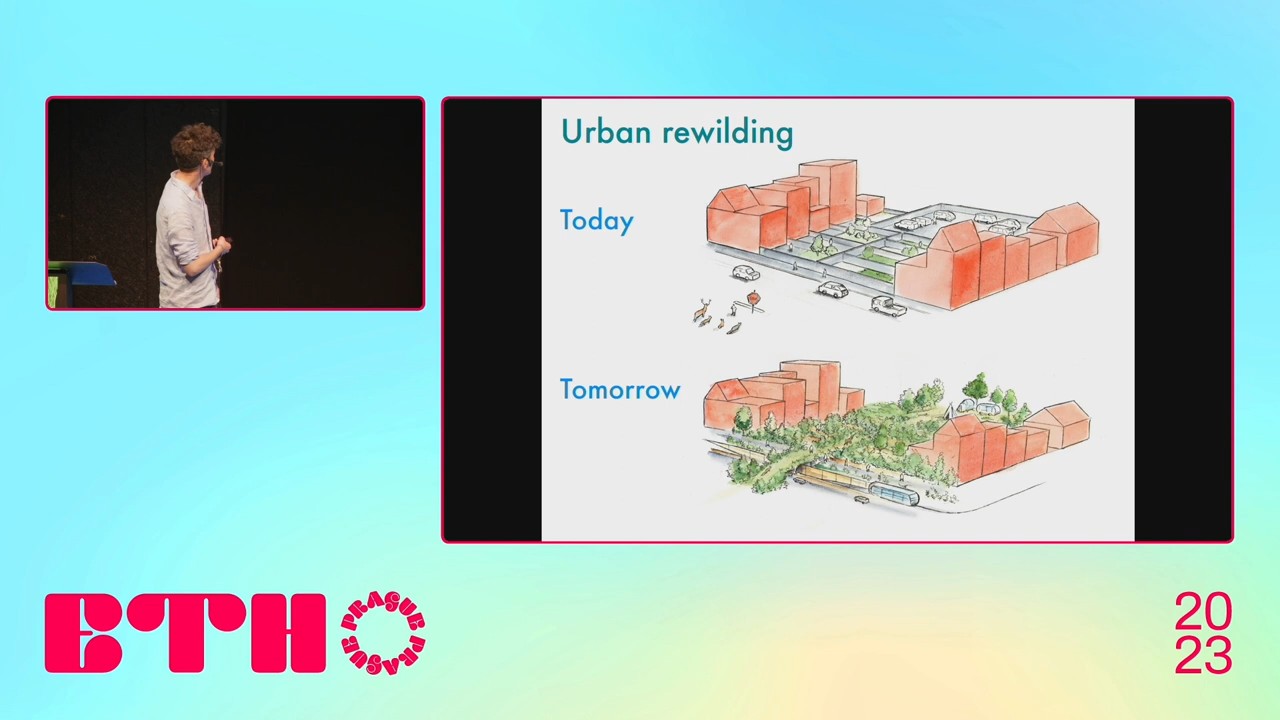 Urban rewilding
Today
Tomorrow
ETH
PRAGUE PRAGUE
20
23